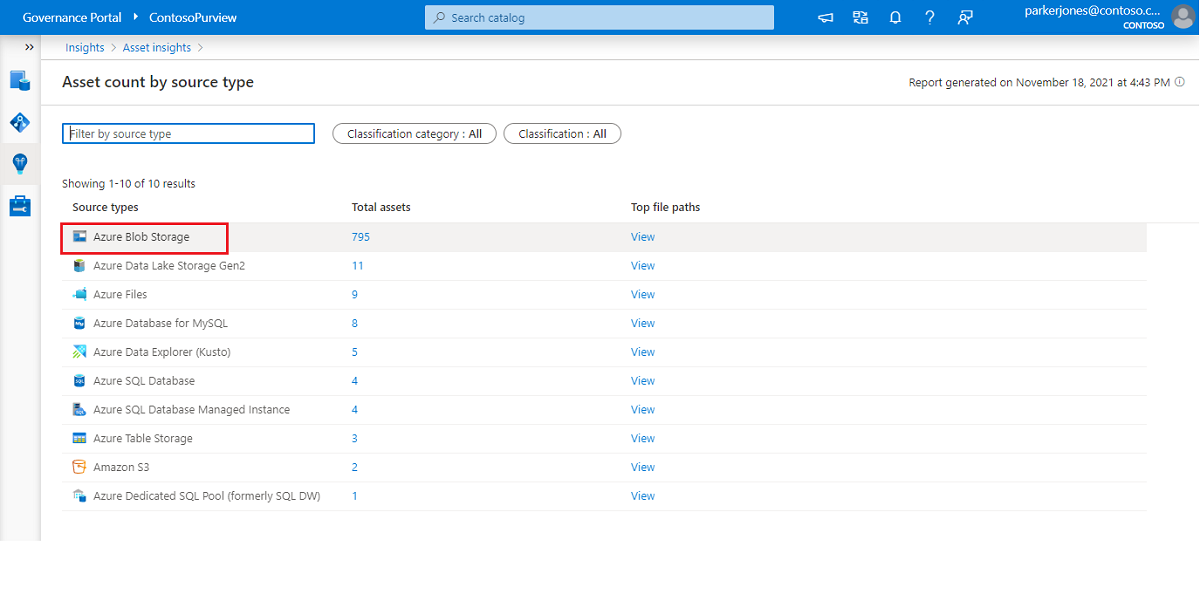 Governance Portal ContosoPurview Search catalog parkerjones@contoso.c...
CONTOSO
Insights Asset insights
Asset count by source type Report generated on November 18, 2021 at 4:43 PM
Filter by source type Classification category : All Classification : All
Showing 1-10 of 10 results
Source types Total assets Top file paths
Azure Blob Storage 795 View
Azure Data Lake Storage Gen2 11 View
Azure Files 9 View
Azure Database for MySQL 8 View
Azure Data Explorer (Kusto) 5 View
Azure SQL Database 4 View
Azure SQL Database Managed Instance 4 View
Azure Table Storage 3 View
Amazon S3 2 View
Azure Dedicated SQL Pool (formerly SQL DW) 1 View